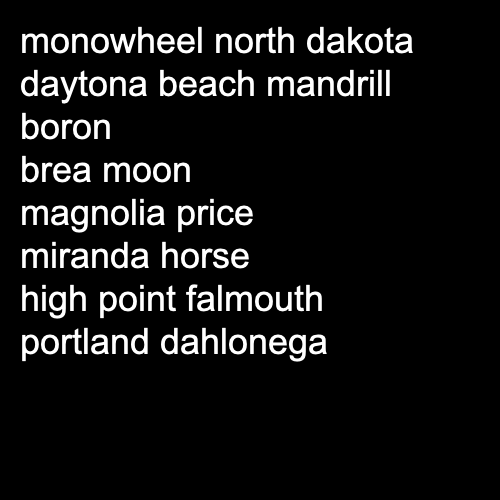 monowheel north dakota
daytona beach mandrill
boron
brea moon
magnolia price
miranda horse
high point falmouth
portland dahlonega